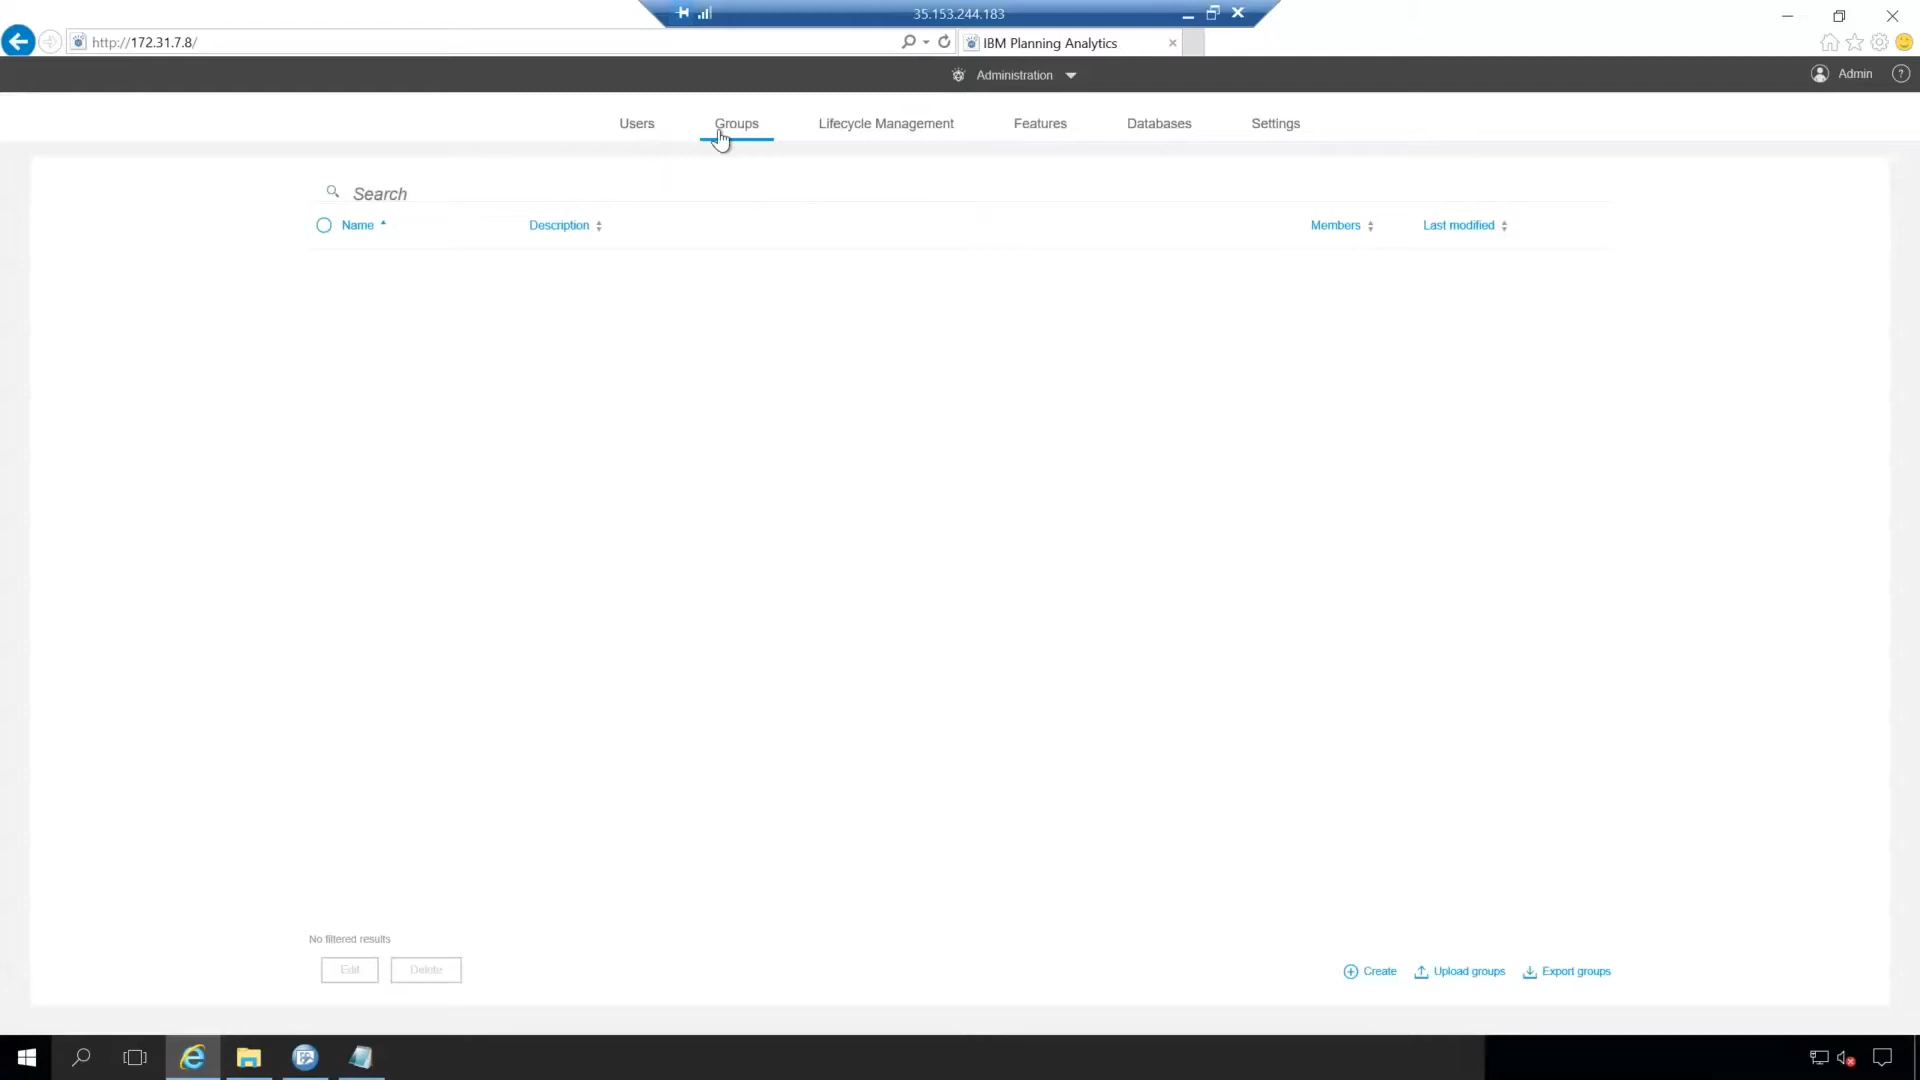 35.153.244.183
http://172.31.7.8/
IBM Planning Analytics
Administration
Admin
Users
Groups
Lifecycle Management
Features
Databases
Settings
Search
Name
Description
Members
Last modified
No filtered results
Edit
Delete
Create
Upload groups
Export groups